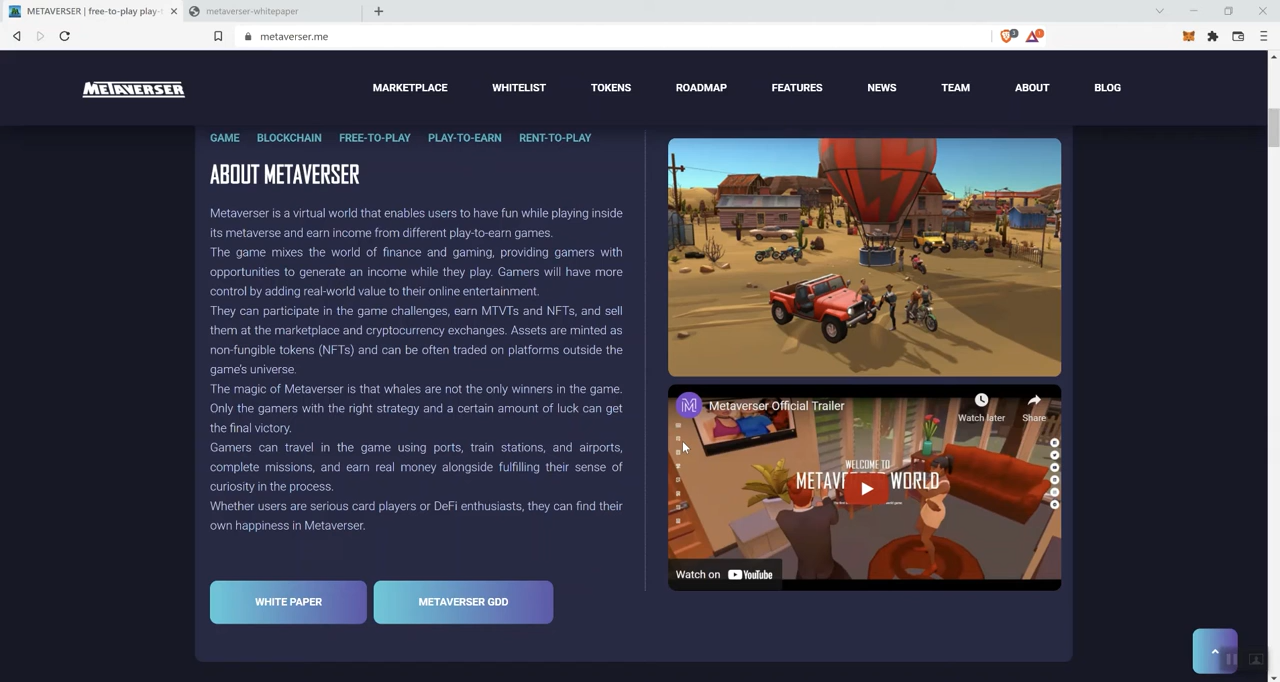 METAVERSER | free-to-play play-
metaverser-whitepaper
metaverser.me
3
1
METAVERSER
MARKETPLACE
WHITELIST
TOKENS
ROADMAP
FEATURES
NEWS
TEAM
ABOUT
BLOG
GAME
BLOCKCHAIN
FREE-TO-PLAY
PLAY-TO-EARN
RENT-TO-PLAY
ABOUT METAVERSER
Metaverser is a virtual world that enables users to have fun while playing inside
its metaverse and earn income from different play-to-earn games.
The game mixes the world of finance and gaming, providing gamers with
opportunities to generate an income while they play. Gamers will have more
control by adding real-world value to their online entertainment.
They can participate in the game challenges, earn MTVTs and NFTs, and sell
them at the marketplace and cryptocurrency exchanges. Assets are minted as
non-fungible tokens (NFTs) and can be often traded on platforms outside the
game's universe.
The magic of Metaverser is that whales are not the only winners in the game.
Only the gamers with the right strategy and a certain amount of luck can get
the final victory.
Gamers can travel in the game using ports, train stations, and airports,
complete missions, and earn real money alongside fulfilling their sense of
curiosity in the process.
Whether users are serious card players or DeFi enthusiasts, they can find their
own happiness in Metaverser.
WHITE PAPER
METAVERSER GDD
M
Metaverser Official Trailer
Watch later
Share
WELCOME TO
METAV WORLD
Watch on YouTube